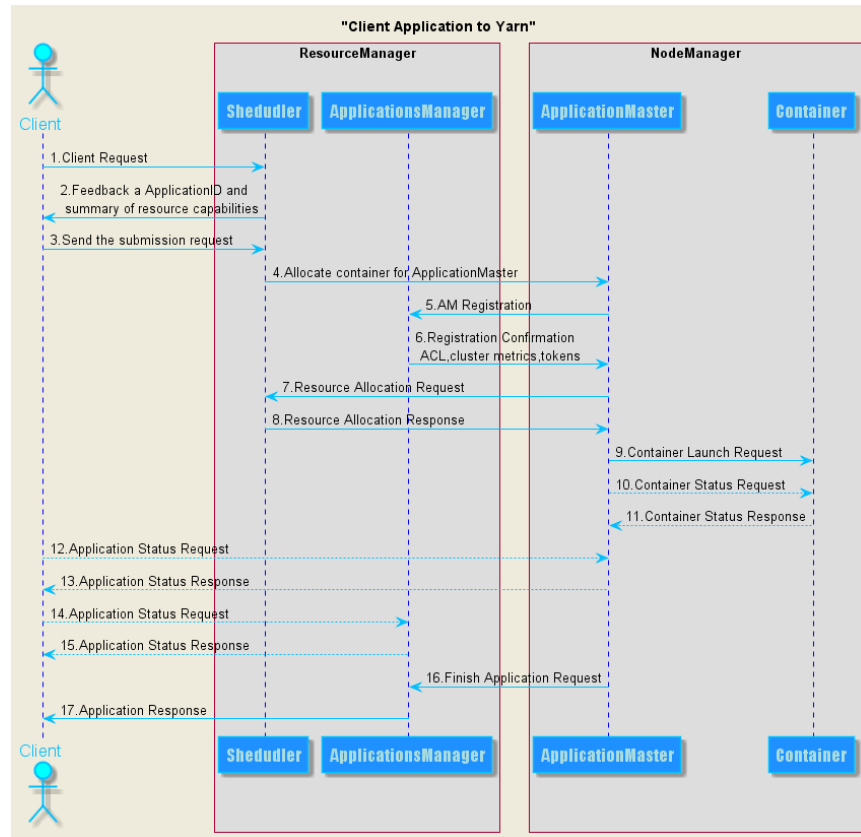 "Client Application to Yarn"
ResourceManager
NodeManager
Client
Shedudler
ApplicationsManager
ApplicationMaster
Container
1.Client Request
2.Feedback a ApplicationID and
summary of resource capabilities
3.Send the submission request
4.Allocate container for ApplicationMaster
5.AM Registration
6.Registration Confirmation
ACL,cluster metrics,tokens
7.Resource Allocation Request
8.Resource Allocation Response
9.Container Launch Request
10.Container Status Request
11.Container Status Response
12.Application Status Request
13.Application Status Response
14.Application Status Request
15.Application Status Response
16.Finish Application Request
17.Application Response
Client
Shedudler
ApplicationsManager
ApplicationMaster
Container